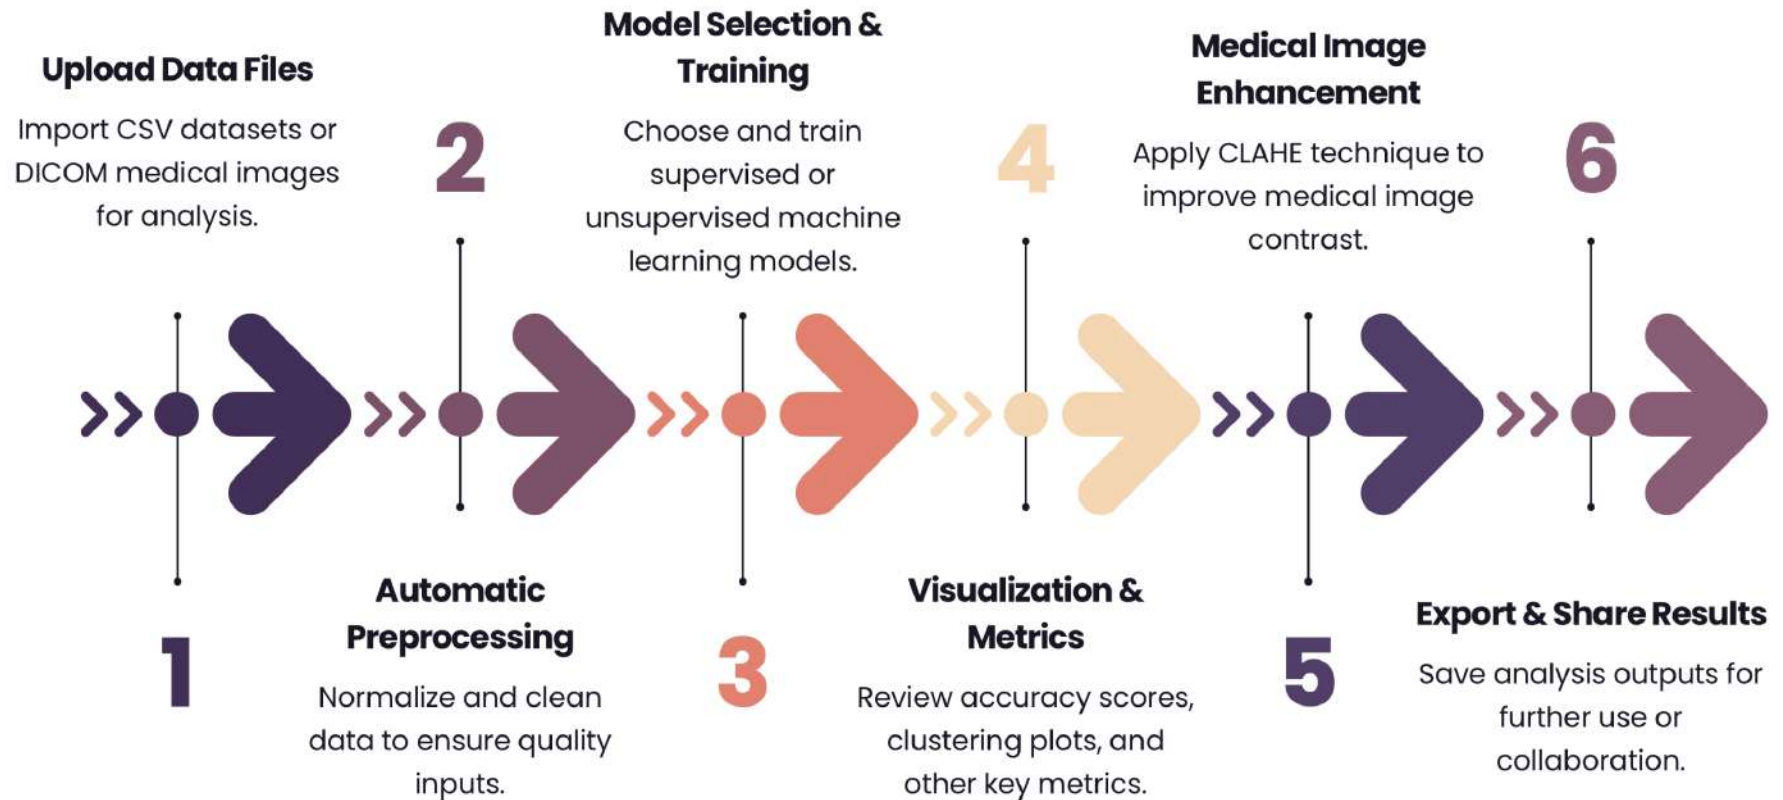 Upload Data Files
Import CSV datasets or
DICOM medical images
for analysis.
1
2
Automatic
Preprocessing
Normalize and clean
data to ensure quality
inputs.
Model Selection &
Training
Choose and train
supervised or
unsupervised machine
learning models.
3
4
Visualization &
Metrics
Review accuracy scores,
clustering plots, and
other key metrics.
Medical Image
Enhancement
Apply CLAHE technique to
improve medical image
contrast.
5
6
Export & Share Results
Save analysis outputs for
further use or
collaboration.